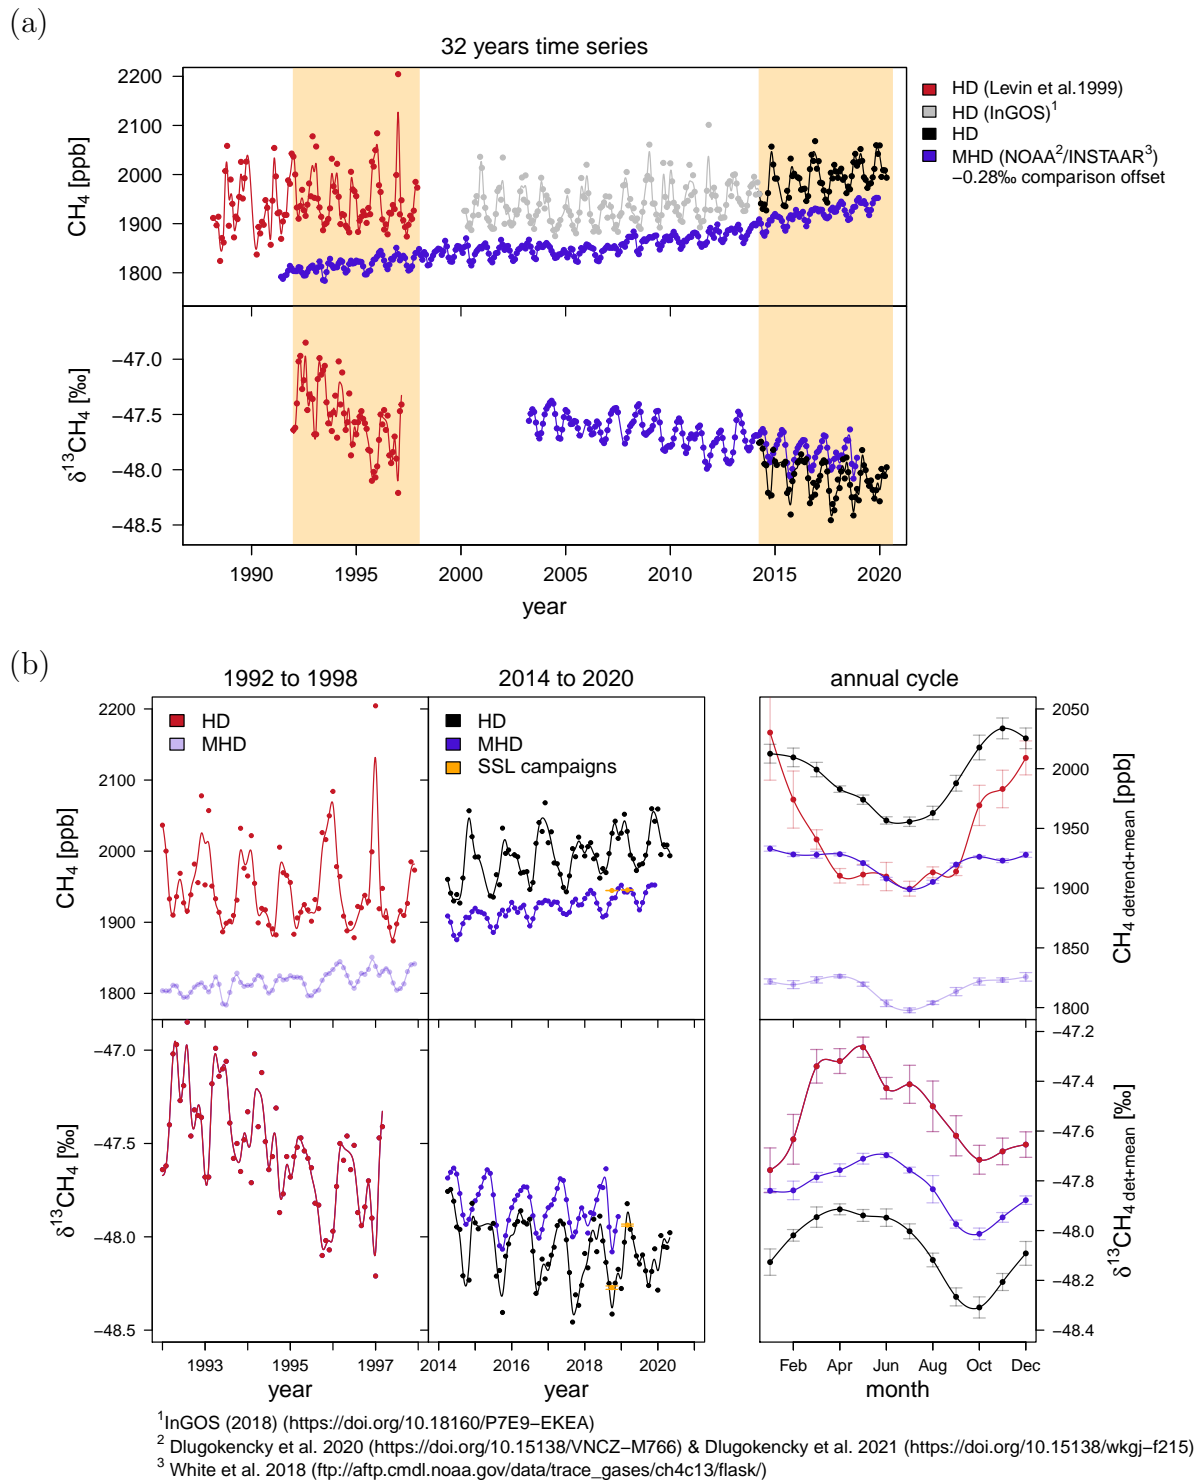 (a)
32 years time series
2200
2100
2000
1900
1800
CH4 [ppb]
HD (Levin et al.1999)
HD (InGOS)1
HD
MHD (NOAA2/INSTAAR3)
−0.28‰ comparison offset
−47.0
−47.5
−48.0
−48.5
δ13CH4 [‰]
1990 1995 2000 2005 2010 2015 2020
year
(b)
1992 to 1998 2014 to 2020 annual cycle
HD
MHD
HD
MHD
SSL campaigns
2200
2100
2000
1900
1800
CH4 [ppb]
2050
2000
1950
1900
1850
1800
CH4 detrend+mean [ppb]
−47.0
−47.5
−48.0
−48.5
δ13CH4 [‰]
−47.2
−47.4
−47.6
−47.8
−48.0
−48.2
−48.4
δ13CH4 det+mean [‰]
1993 1995 1997 2014 2016 2018 2020 Feb Apr Jun Aug Oct Dec
year year month
1InGOS (2018) (https://doi.org/10.18160/P7E9−EKEA)
2 Dlugokencky et al. 2020 (https://doi.org/10.15138/VNCZ−M766) & Dlugokencky et al. 2021 (https://doi.org/10.15138/wkgj−f215)
3 White et al. 2018 (ftp://aftp.cmdl.noaa.gov/data/trace_gases/ch4c13/flask/)